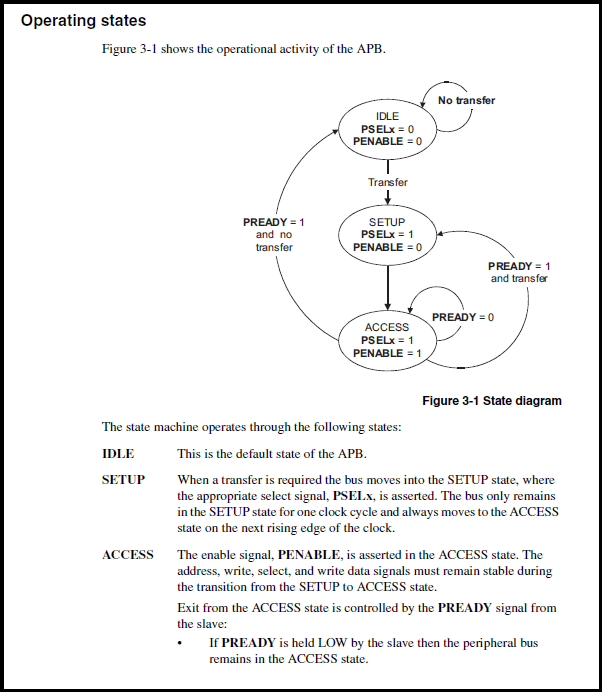 Operating states
Figure 3-1 shows the operational activity of the APB.
No transfer
IDLE
PSELx = 0
PENABLE = 0
Transfer
SETUP
PSELx = 1
PENABLE = 0
PREADY = 1
and no
transfer
PREADY = 1
and transfer
PREADY = 0
ACCESS
PSELx = 1
PENABLE = 1
Figure 3-1 State diagram
The state machine operates through the following states:
IDLE This is the default state of the APB.
SETUP When a transfer is required the bus moves into the SETUP state, where
the appropriate select signal, PSELx, is asserted. The bus only remains
in the SETUP state for one clock cycle and always moves to the ACCESS
state on the next rising edge of the clock.
ACCESS The enable signal, PENABLE, is asserted in the ACCESS state. The
address, write, select, and write data signals must remain stable during
the transition from the SETUP to ACCESS state.
Exit from the ACCESS state is controlled by the PREADY signal from
the slave:
• If PREADY is held LOW by the slave then the peripheral bus
remains in the ACCESS state.